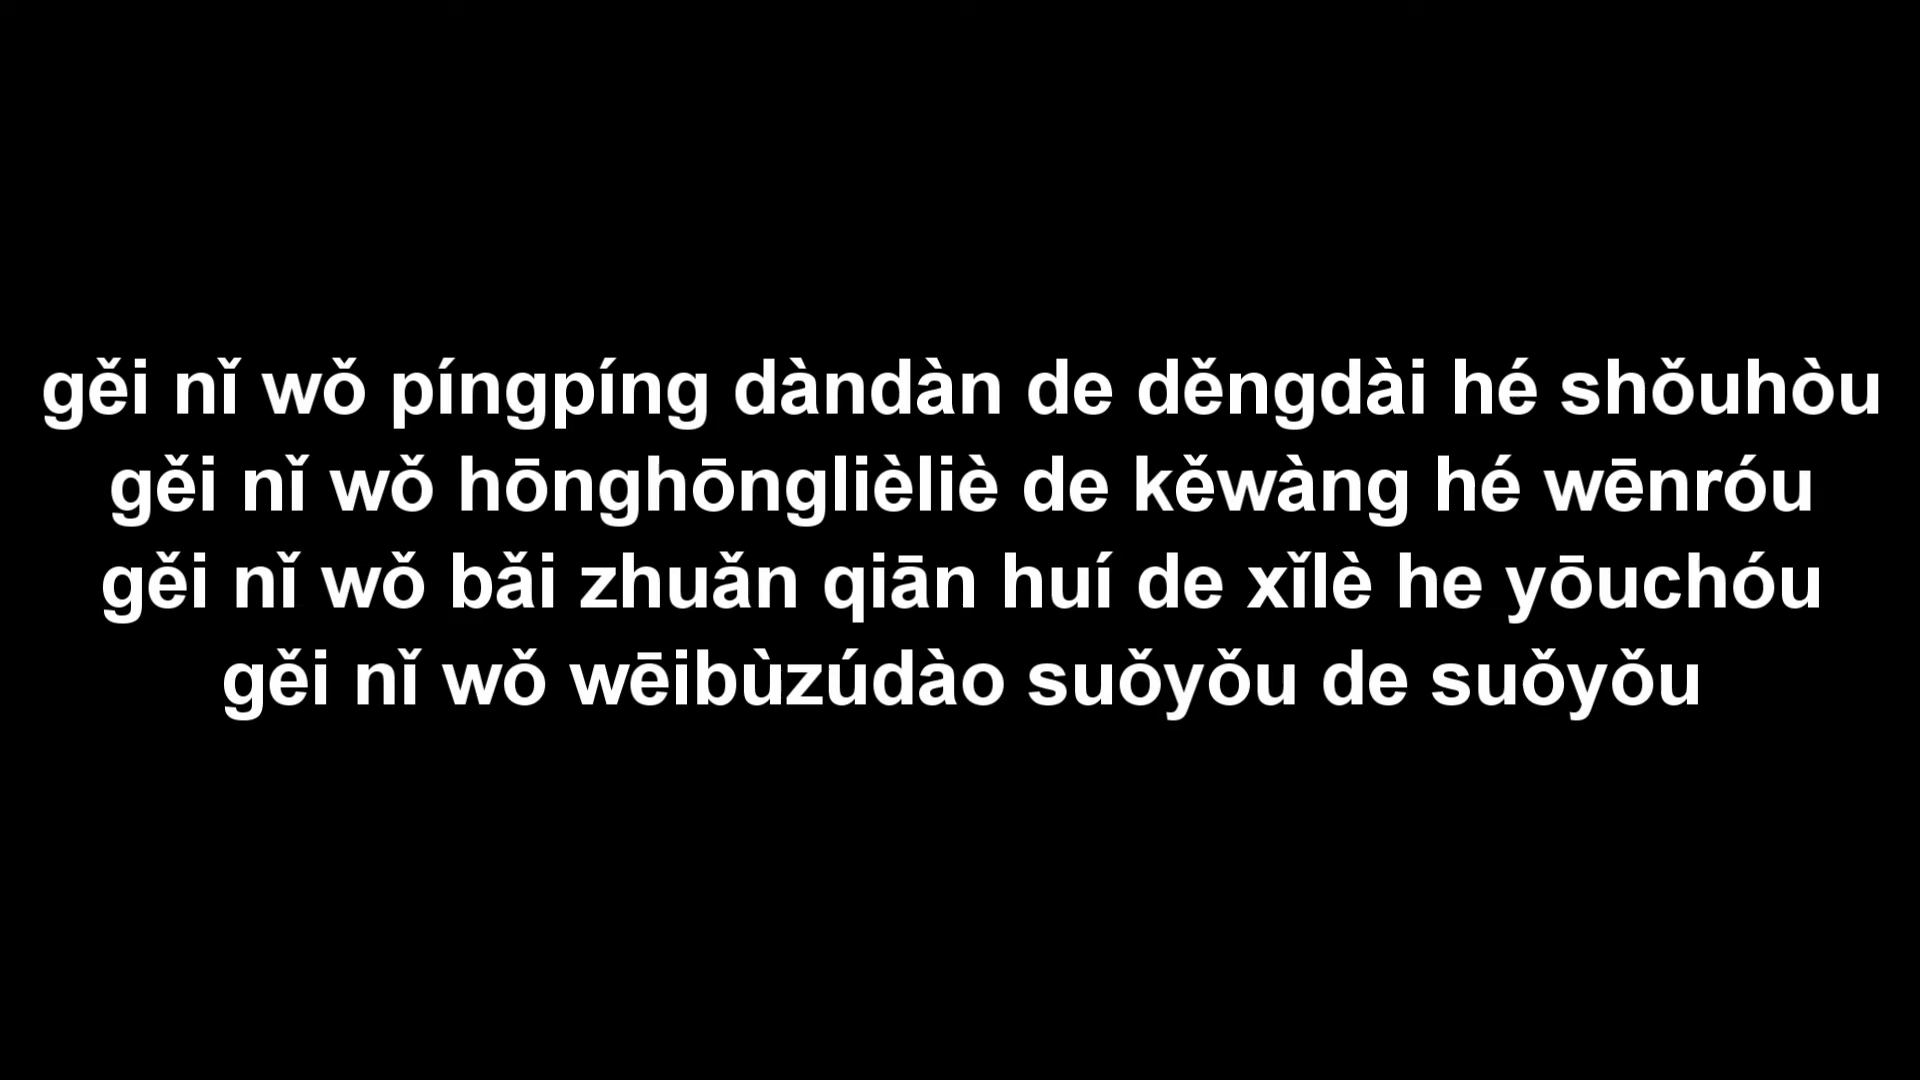 gěi nǐ wǒ píngpíng dàndàn de děngdài hé shǒuhòu
gěi nǐ wǒ hōnghōnglièliè de kěwàng hé wēnróu
gěi nǐ wǒ bǎi zhuǎn qiān huí de xǐlè he yōuchóu
gěi nǐ wǒ wēibùzúdào suǒyǒu de suǒyǒu